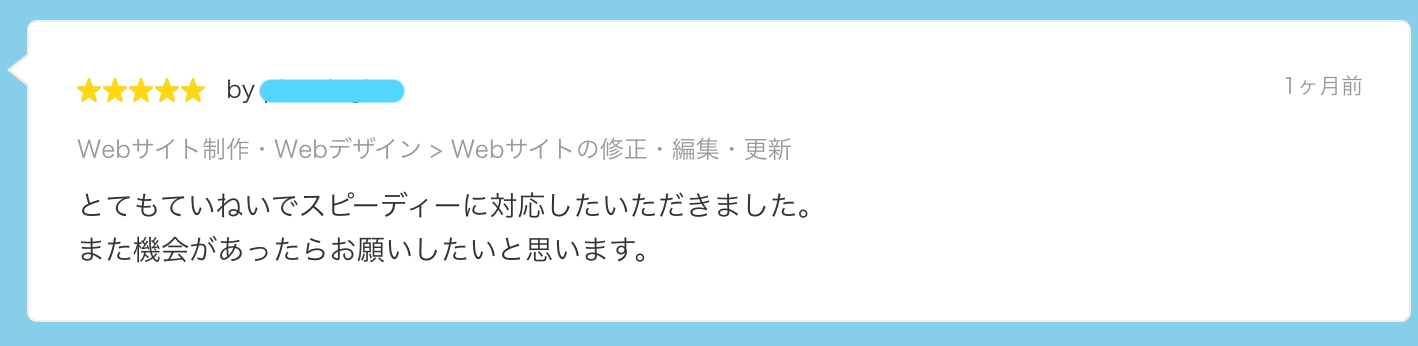 ★★★★★ by
1ヶ月前
Webサイト制作・Webデザイン > Webサイトの修正・編集・更新
とてもていねいでスピーディーに対応したいただきました。
また機会があったらお願いしたいと思います。